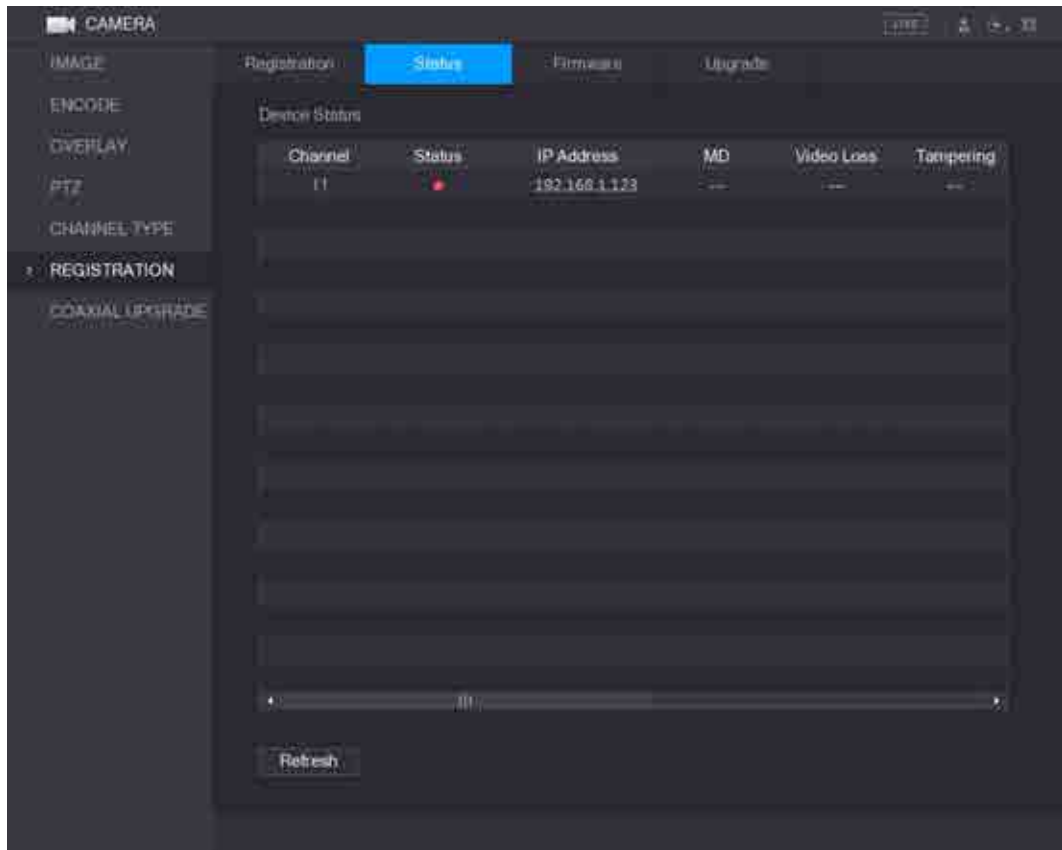 CAMERA
LIVE
IMAGE
Registration Status Firmware Upgrade
ENCODE
Device Status
OVERLAY
Channel Status IP Address MD Video Loss Tampering
PTZ
11 192.168.1.123 -- -- --
CHANNEL TYPE
REGISTRATION
COAXIAL UPGRADE
Refresh